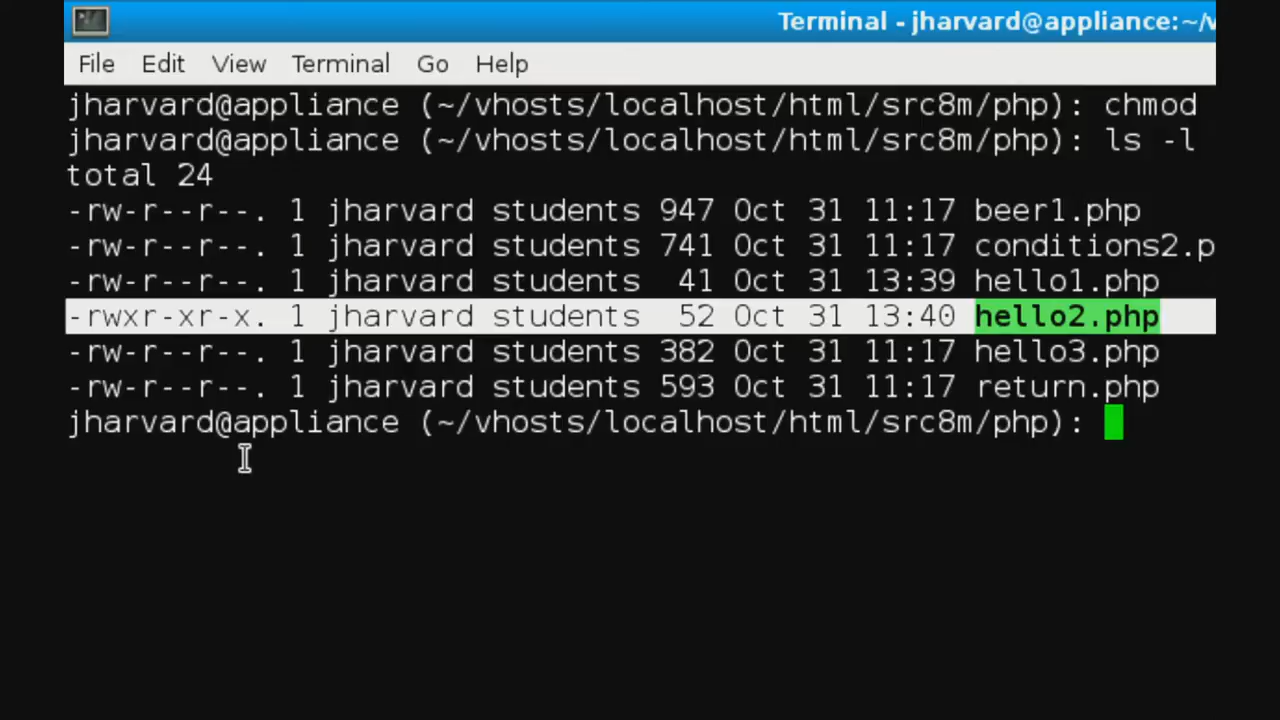 Terminal - jharvard@appliance:~/v
File Edit View Terminal Go Help
jharvard@appliance (~/vhosts/localhost/html/src8m/php): chmod
jharvard@appliance (~/vhosts/localhost/html/src8m/php): ls -l
total 24
-rw-r--r--. 1 jharvard students 947 Oct 31 11:17 beer1.php
-rw-r--r--. 1 jharvard students 741 Oct 31 11:17 conditions2.p
-rw-r--r--. 1 jharvard students  41 Oct 31 13:39 hello1.php
-rwxr-xr-x. 1 jharvard students  52 Oct 31 13:40 hello2.php
-rw-r--r--. 1 jharvard students 382 Oct 31 11:17 hello3.php
-rw-r--r--. 1 jharvard students 593 Oct 31 11:17 return.php
jharvard@appliance (~/vhosts/localhost/html/src8m/php):